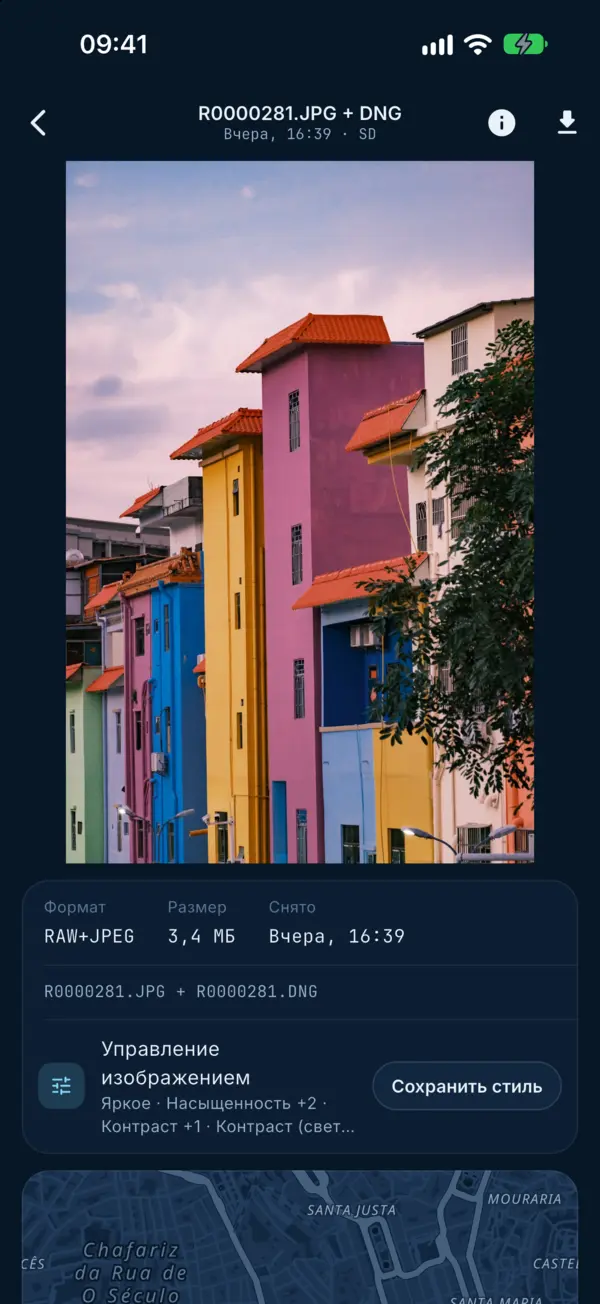 09:41
R0000281.JPG + DNG
Вчера, 16:39 · SD
Формат
Размер
Снято
RAW+JPEG
3,4 МБ
Вчера, 16:39
R0000281.JPG + R0000281.DNG
Управление
изображением
Яркое · Насыщенность +2 ·
Контраст +1 · Контраст (свет...
Сохранить стиль
MOURARIA
SANTA JUSTA
Chafariz
da Rua de
O Século
CÊS
CASTEL
SANTA MARIA